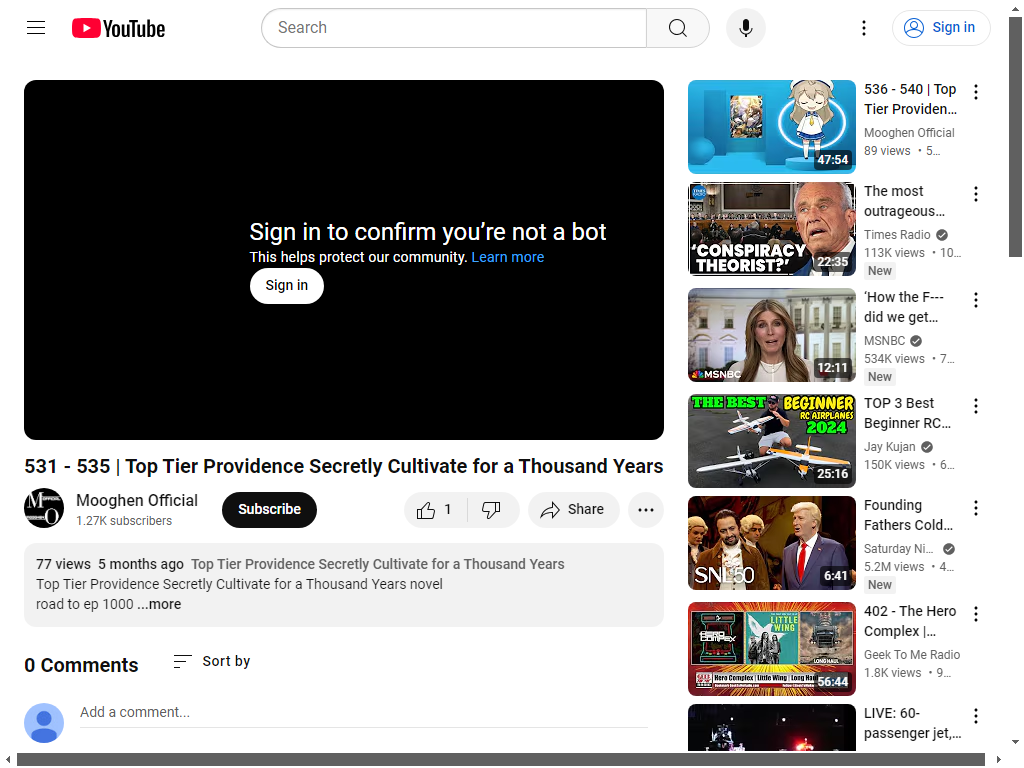 YouTube
Search
Sign in
Sign in to confirm you're not a bot
This helps protect our community. Learn more
Sign in
531 - 535 | Top Tier Providence Secretly Cultivate for a Thousand Years
Mooghen Official
1.27K subscribers
Subscribe
1
Share
77 views 5 months ago Top Tier Providence Secretly Cultivate for a Thousand Years
Top Tier Providence Secretly Cultivate for a Thousand Years novel
road to ep 1000 ...more
0 Comments
Sort by
Add a comment...
47:54
536 - 540 | Top
Tier Providen...
Mooghen Official
89 views • 5...
'CONSPIRACY
THEORIST?'
22:35
The most
outrageous...
Times Radio
113K views • 10...
New
MSNBC
12:11
'How the F---
did we get...
MSNBC
534K views • 7...
New
THE BEST BEGINNER
RC AIRPLANES
2024
25:16
TOP 3 Best
Beginner RC...
Jay Kujan
150K views • 6...
SNL50
6:41
Founding
Fathers Cold...
Saturday Ni...
5.2M views • 4...
New
HERO
COMPLEX
LITTLE
WING
LONG HAUL
Hero Complex | Little Wing | Long Hau
56:44
402 - The Hero
Complex |...
Geek To Me Radio
1.8K views • 9...
LIVE: 60-
passenger jet,...